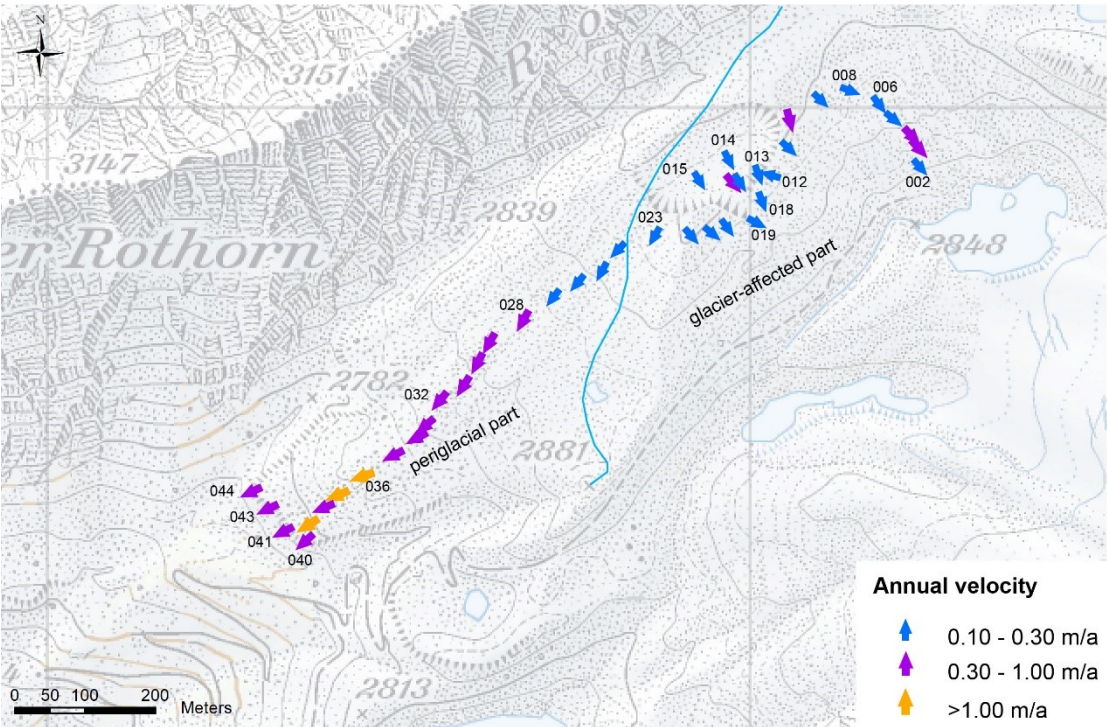 N
3151
R
008
006
3147
014
013
015
012
002
2839
018
023
019
2848
er Rothorn
glacier-affected part
028
2782
032
periglacial part
2881
036
044
043
041
040
Annual velocity
0.10 - 0.30 m/a
0.30 - 1.00 m/a
>1.00 m/a
2813
0 50 100 200
Meters